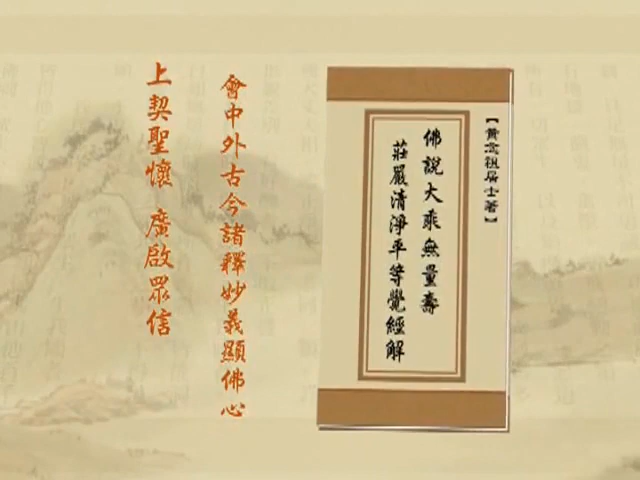 【黃念祖居士著】
佛說大乘無量壽
莊嚴清淨平等覺經解
會中外古今諸釋妙義顯佛心
上契聖懷 廣啟眾信